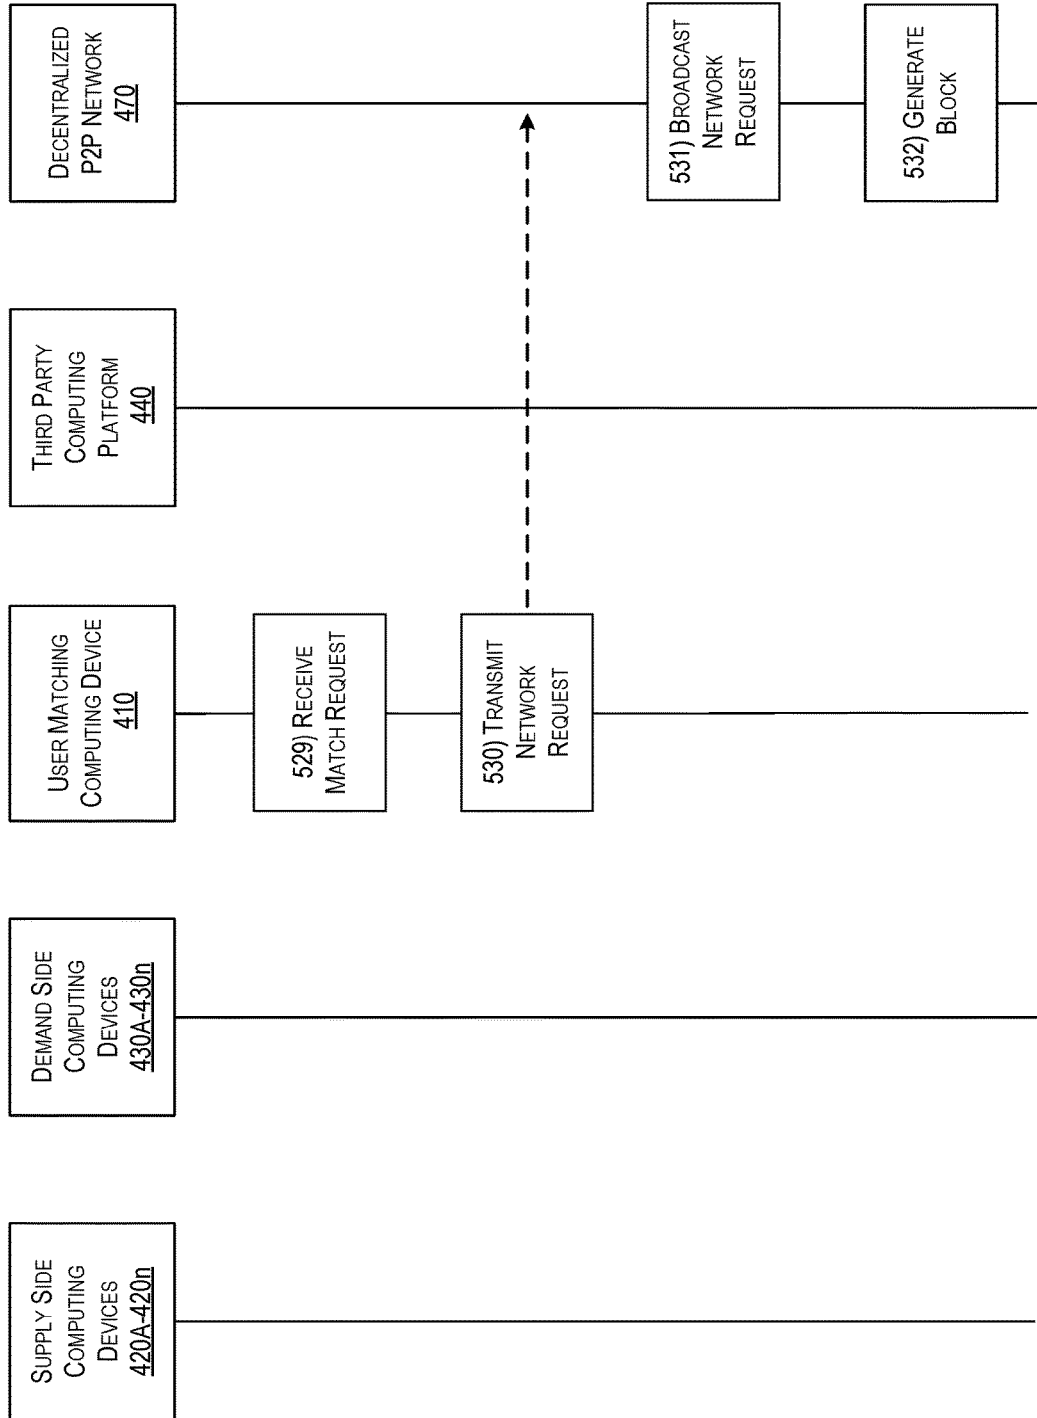 SUPPLY SIDE
COMPUTING
DEVICES
420A-420n
DEMAND SIDE
COMPUTING
DEVICES
430A-430n
USER MATCHING
COMPUTING DEVICE
410
THIRD PARTY
COMPUTING
PLATFORM
440
DECENTRALIZED
P2P NETWORK
470
529) RECEIVE
MATCH REQUEST
530) TRANSMIT
NETWORK
REQUEST
531) BROADCAST
NETWORK
REQUEST
532) GENERATE
BLOCK